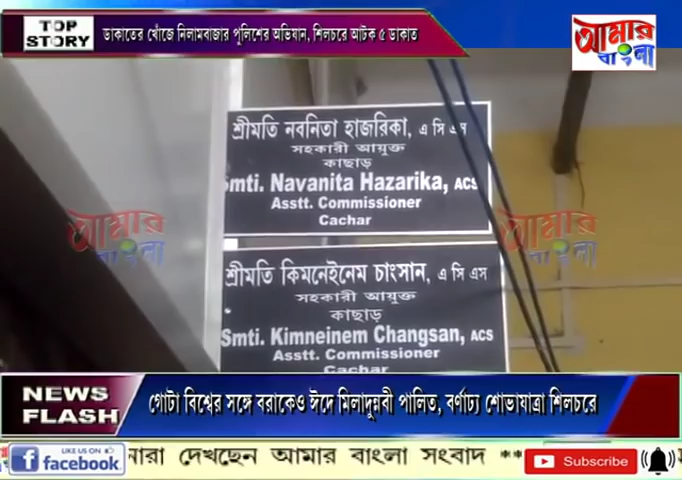 TOP
STORY
ডাকাতের খোঁজে নিলামবাজার পুলিশের অভিযান, শিলচরে আটক ৫ ডাকাত
আমার
বাংলা
শ্রীমতি নবনিতা হাজরিকা, এ সি এস
সহকারী আযুক্ত
কাছাড়
Smti. Navanita Hazarika, ACS
Asstt. Commissioner
Cachar
আমার
বাংলা
আমার
বাংলা
শ্রীমতি কিমনেইনেম চাংসান, এ সি এস
সহকারী আযুক্ত
কাছাড়
Smti. Kimneinem Changsan, ACS
Asstt. Commissioner
Cachar
NEWS
FLASH
গোটা বিশ্বের সঙ্গে বরাকেও ঈদে মিলাদুন্নবী পালিত, বর্ণাঢ্য শোভাযাত্রা শিলচরে
LIKE US ON
facebook
নারা দেখছেন আমার বাংলা সংবাদ **
Subscribe